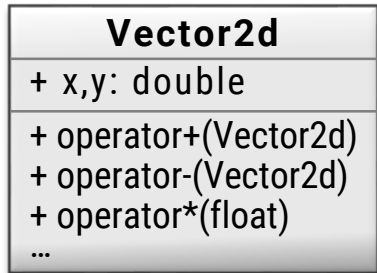 Vector2d
+ x,y: double
+ operator+(Vector2d)
+ operator-(Vector2d)
+ operator*(float)
…